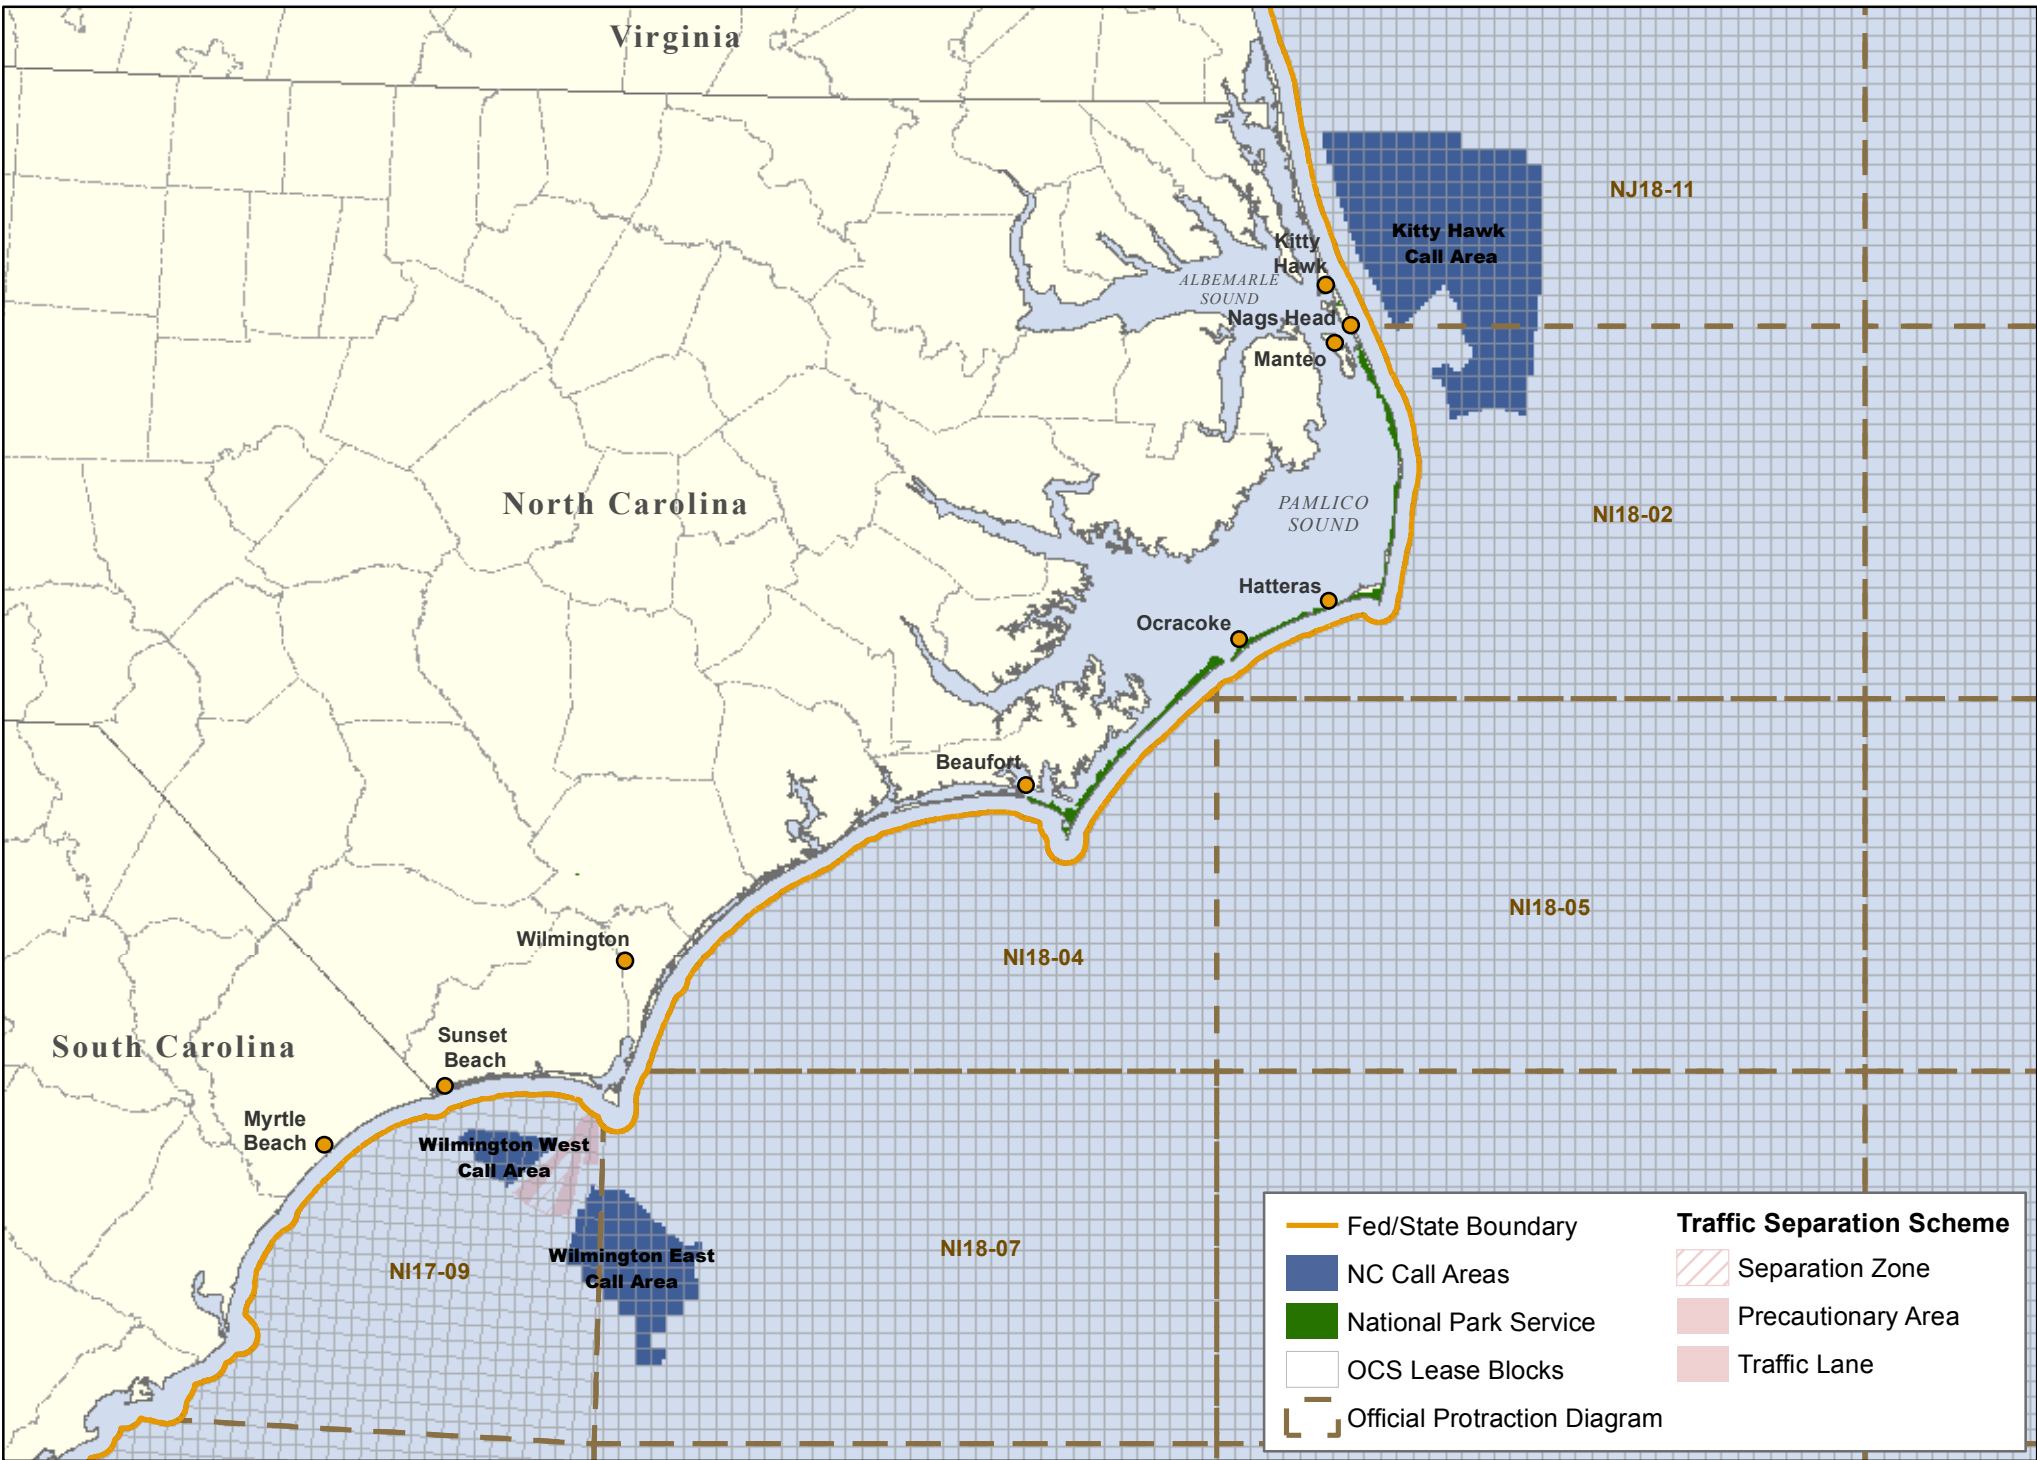 Virginia
NJ18-11
Kitty Hawk
Call Area
Kitty
Hawk
ALBEMARLE
SOUND
Nags Head
Manteo
North Carolina
PAMLICO
SOUND
NI18-02
Hatteras
Ocracoke
Beaufort
NI18-05
Wilmington
NI18-04
South Carolina
Sunset
Beach
Myrtle
Beach
Wilmington West
Call Area
Wilmington East
Call Area
NI17-09
NI18-07
Fed/State Boundary
NC Call Areas
National Park Service
OCS Lease Blocks
Official Protraction Diagram
Traffic Separation Scheme
Separation Zone
Precautionary Area
Traffic Lane